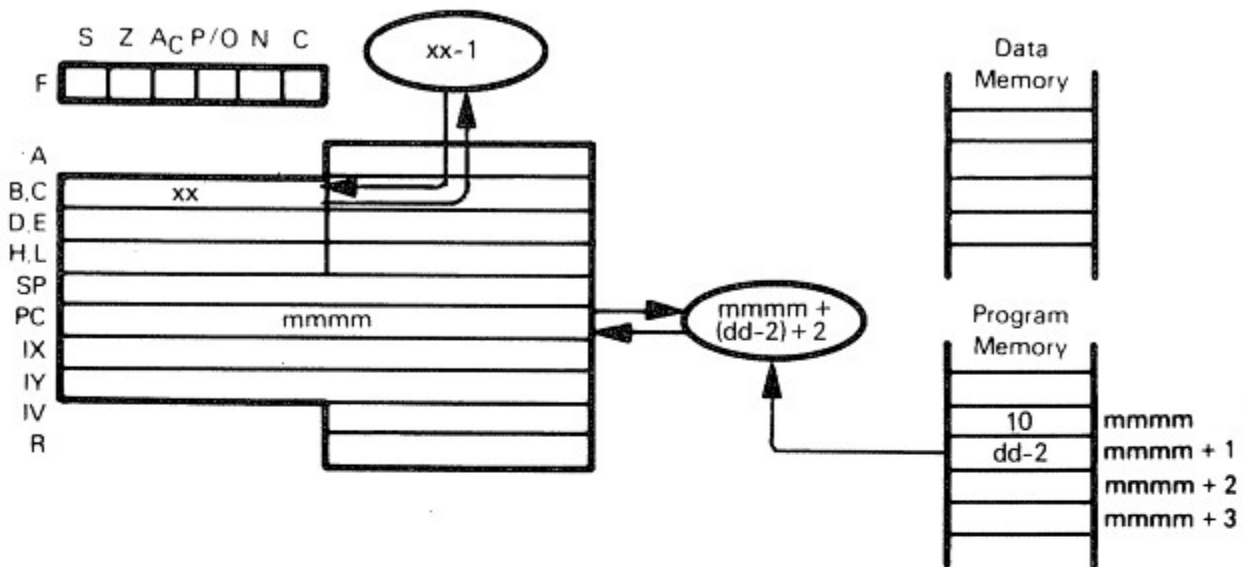 S Z AC P/O N C
F
xx-1
A
B,C
xx
D,E
H,L
SP
PC
mmmm
IX
IY
IV
R
mmmm +
(dd-2) + 2
Data
Memory
Program
Memory
10
mmmm
dd-2
mmmm + 1
mmmm + 2
mmmm + 3